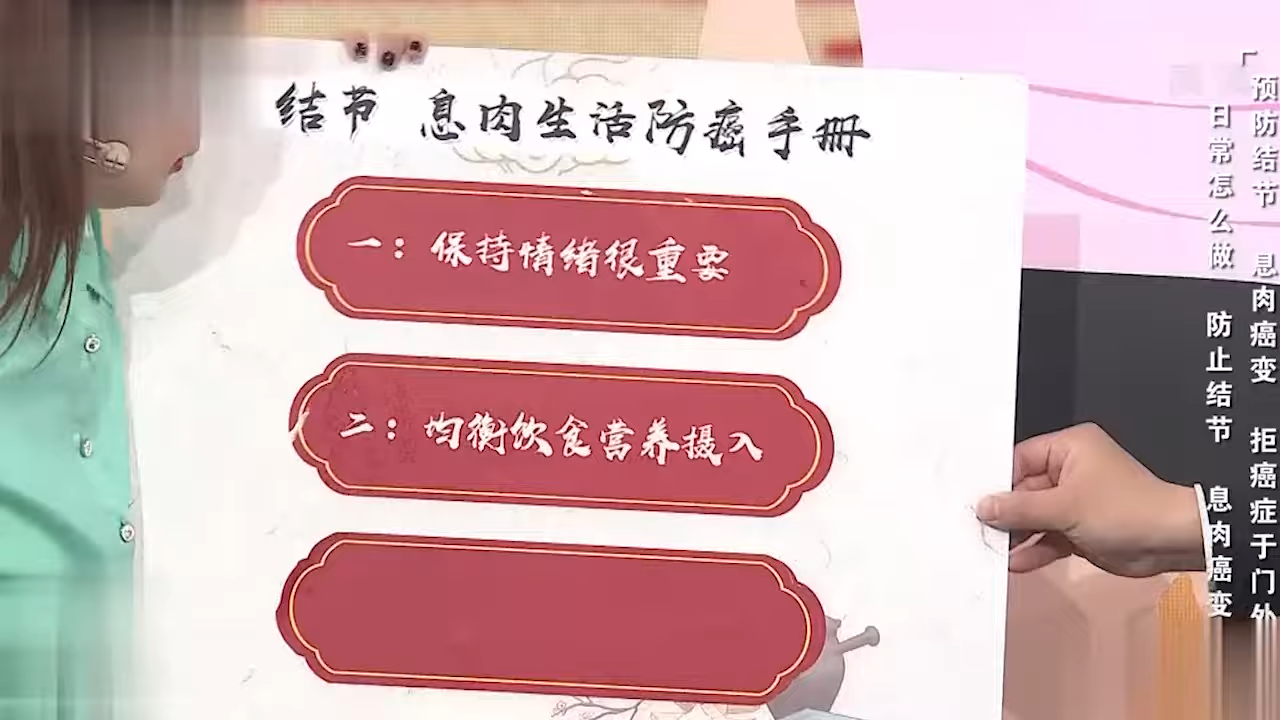 结节 息肉生活防癌手册
一：保持情绪很重要
二：均衡饮食营养摄入
「预防结节 息肉癌变 拒癌症于门外
日常怎么做 防止结节 息肉癌变